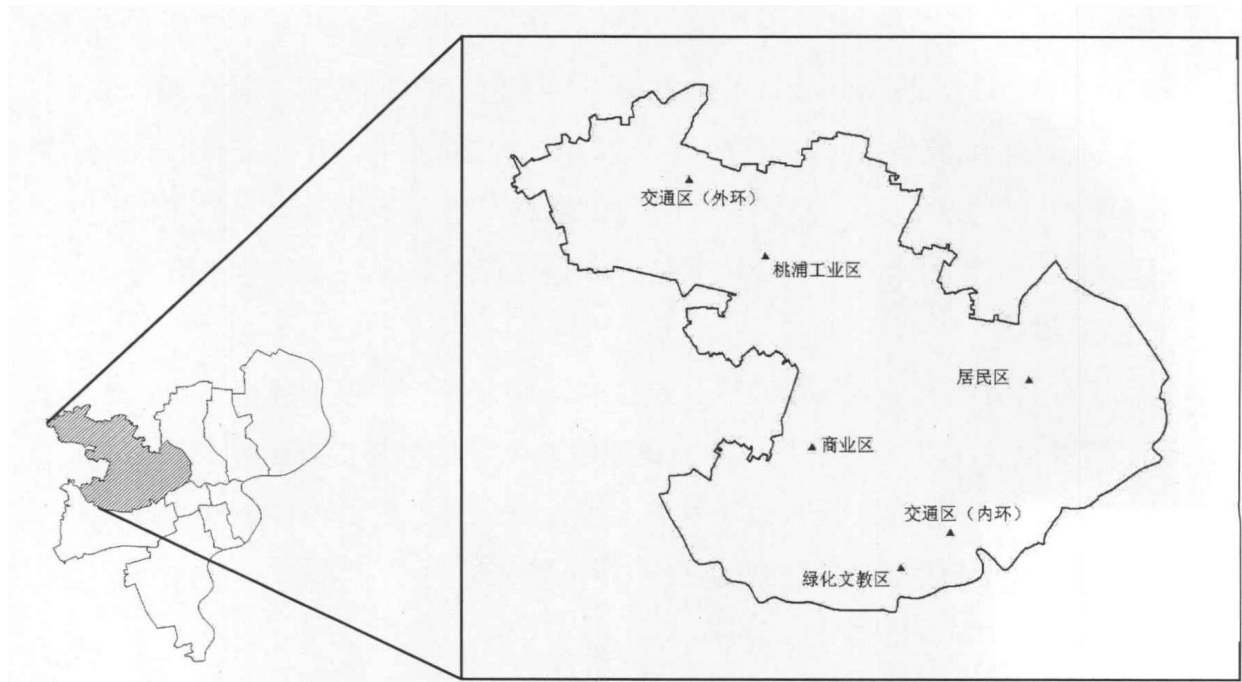 交通区（外环）
桃浦工业区
居民区
商业区
交通区（内环）
绿化文教区